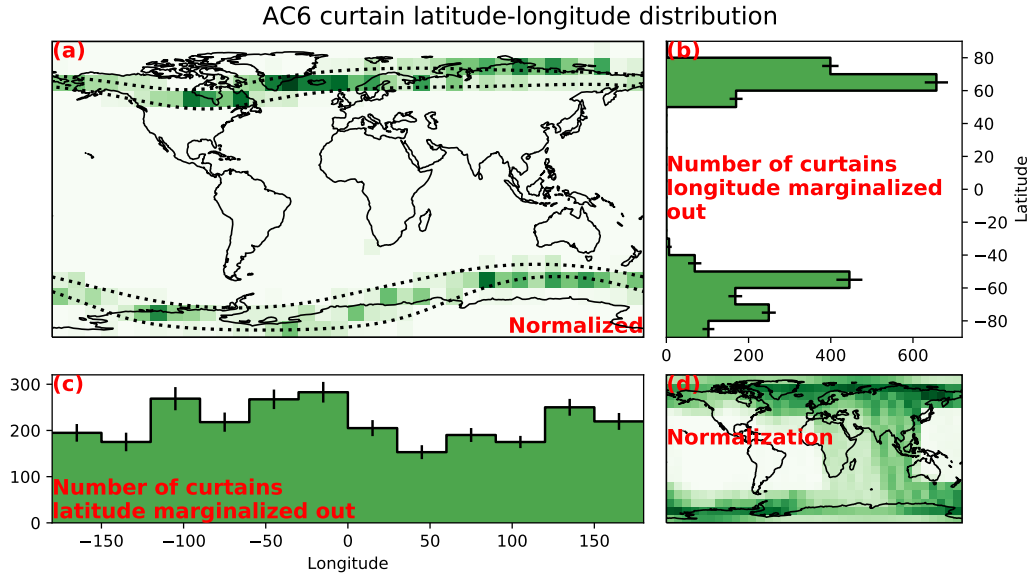 AC6 curtain latitude-longitude distribution
(a)
Normalized
(b)
Number of curtains
longitude marginalized
out
80
60
40
20
0
−20
−40
−60
−80
Latitude
0 200 400 600
(c)
300
200
100
0
Number of curtains
latitude marginalized out
−150 −100 −50 0 50 100 150
Longitude
(d)
Normalization